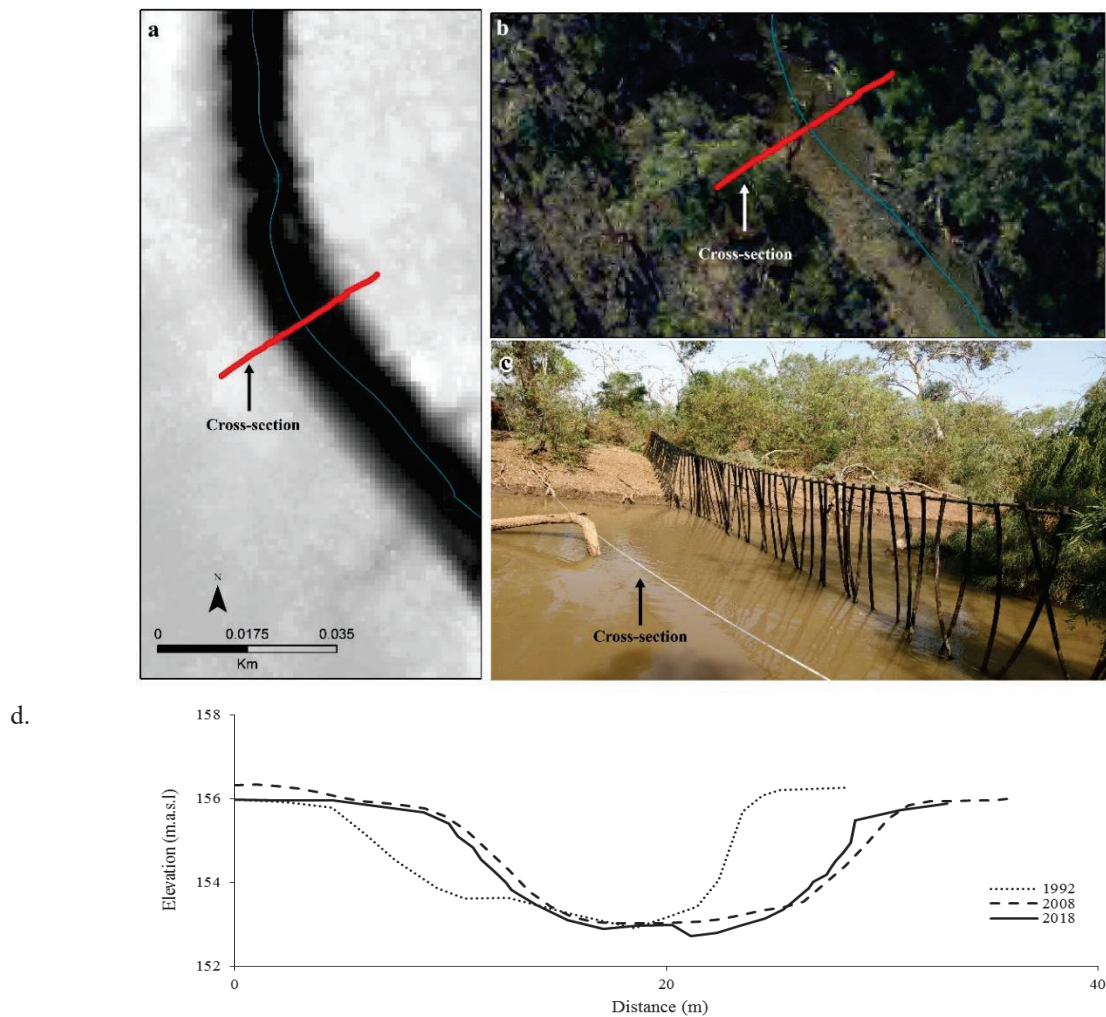 a
Cross-section
N
0 0.0175 0.035
Km
b
Cross-section
c
Cross-section
d.
158
156
154
152
Elevation (m.a.s.l)
0 20 40
Distance (m)
1992
2008
2018